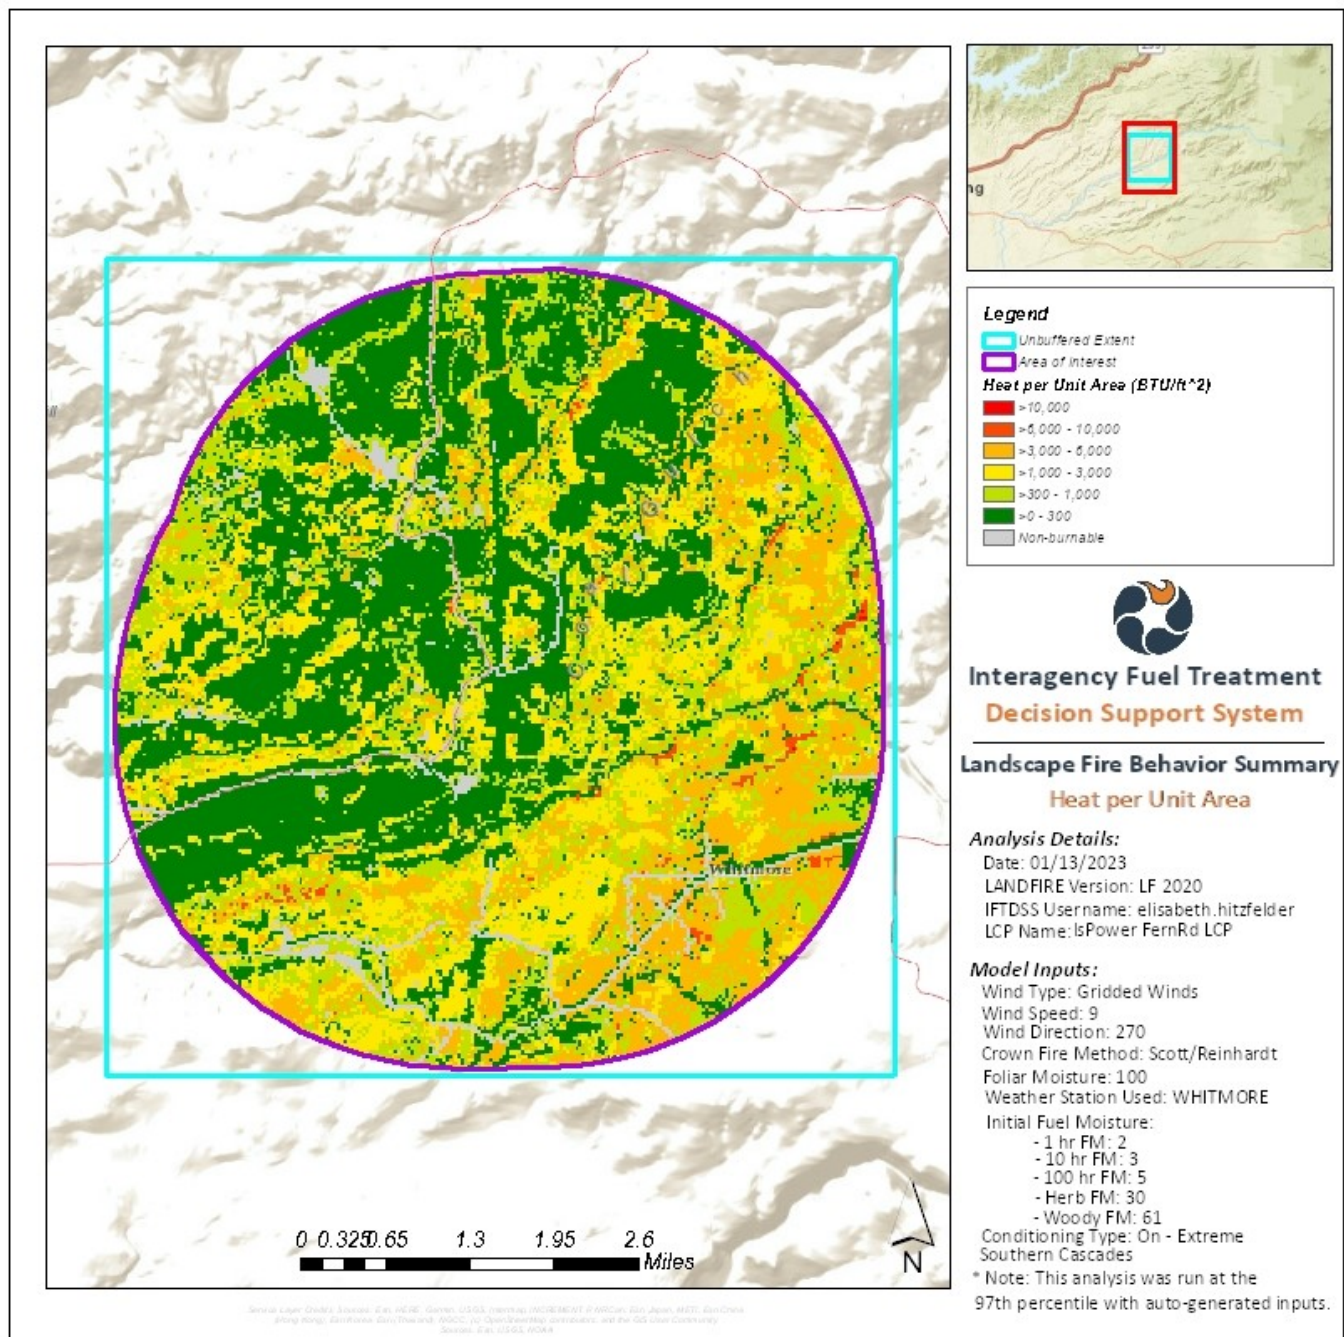 Whitmore
0 0.325 0.65 1.3 1.95 2.6
Miles
N
Legend
Unbuffered Extent
Area of Interest
Heat per Unit Area (BTU/ft^2)
>10,000
>6,000 - 10,000
>3,000 - 6,000
>1,000 - 3,000
>300 - 1,000
>0 - 300
Non-burnable
Interagency Fuel Treatment
Decision Support System
Landscape Fire Behavior Summary
Heat per Unit Area
Analysis Details:
Date: 01/13/2023
LANDFIRE Version: LF 2020
IFTDSS Username: elisabeth.hitzfelder
LCP Name: IsPower FernRd LCP
Model Inputs:
Wind Type: Gridded Winds
Wind Speed: 9
Wind Direction: 270
Crown Fire Method: Scott/Reinhardt
Foliar Moisture: 100
Weather Station Used: WHITMORE
Initial Fuel Moisture:
- 1 hr FM: 2
- 10 hr FM: 3
- 100 hr FM: 5
- Herb FM: 30
- Woody FM: 61
Conditioning Type: On - Extreme
Southern Cascades
* Note: This analysis was run at the
97th percentile with auto-generated inputs.